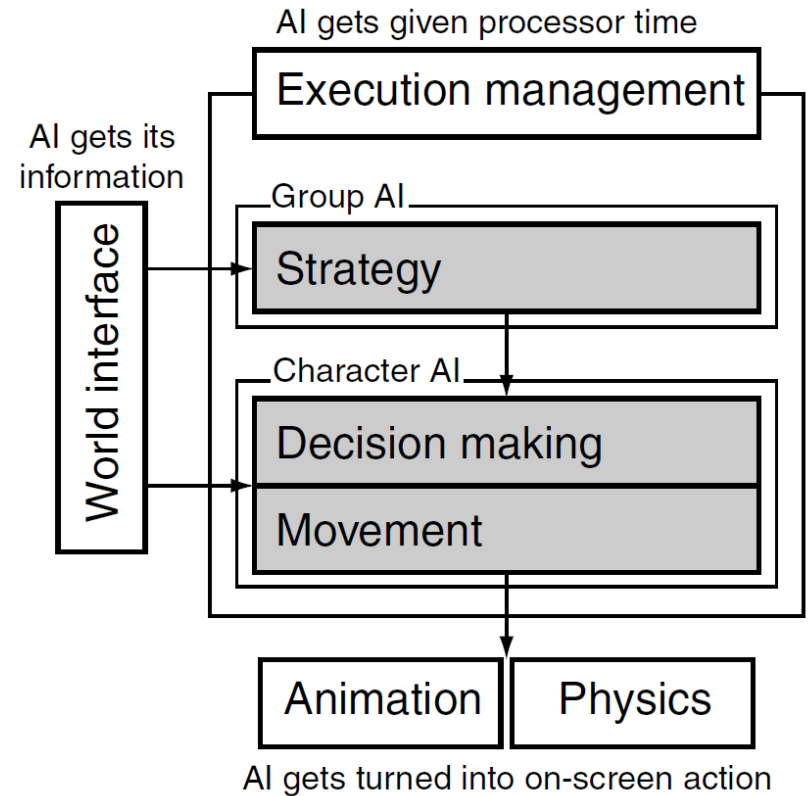 AI gets given processor time
Execution management
AI gets its
information
World interface
Group AI
Strategy
Character AI
Decision making
Movement
Animation
Physics
AI gets turned into on-screen action